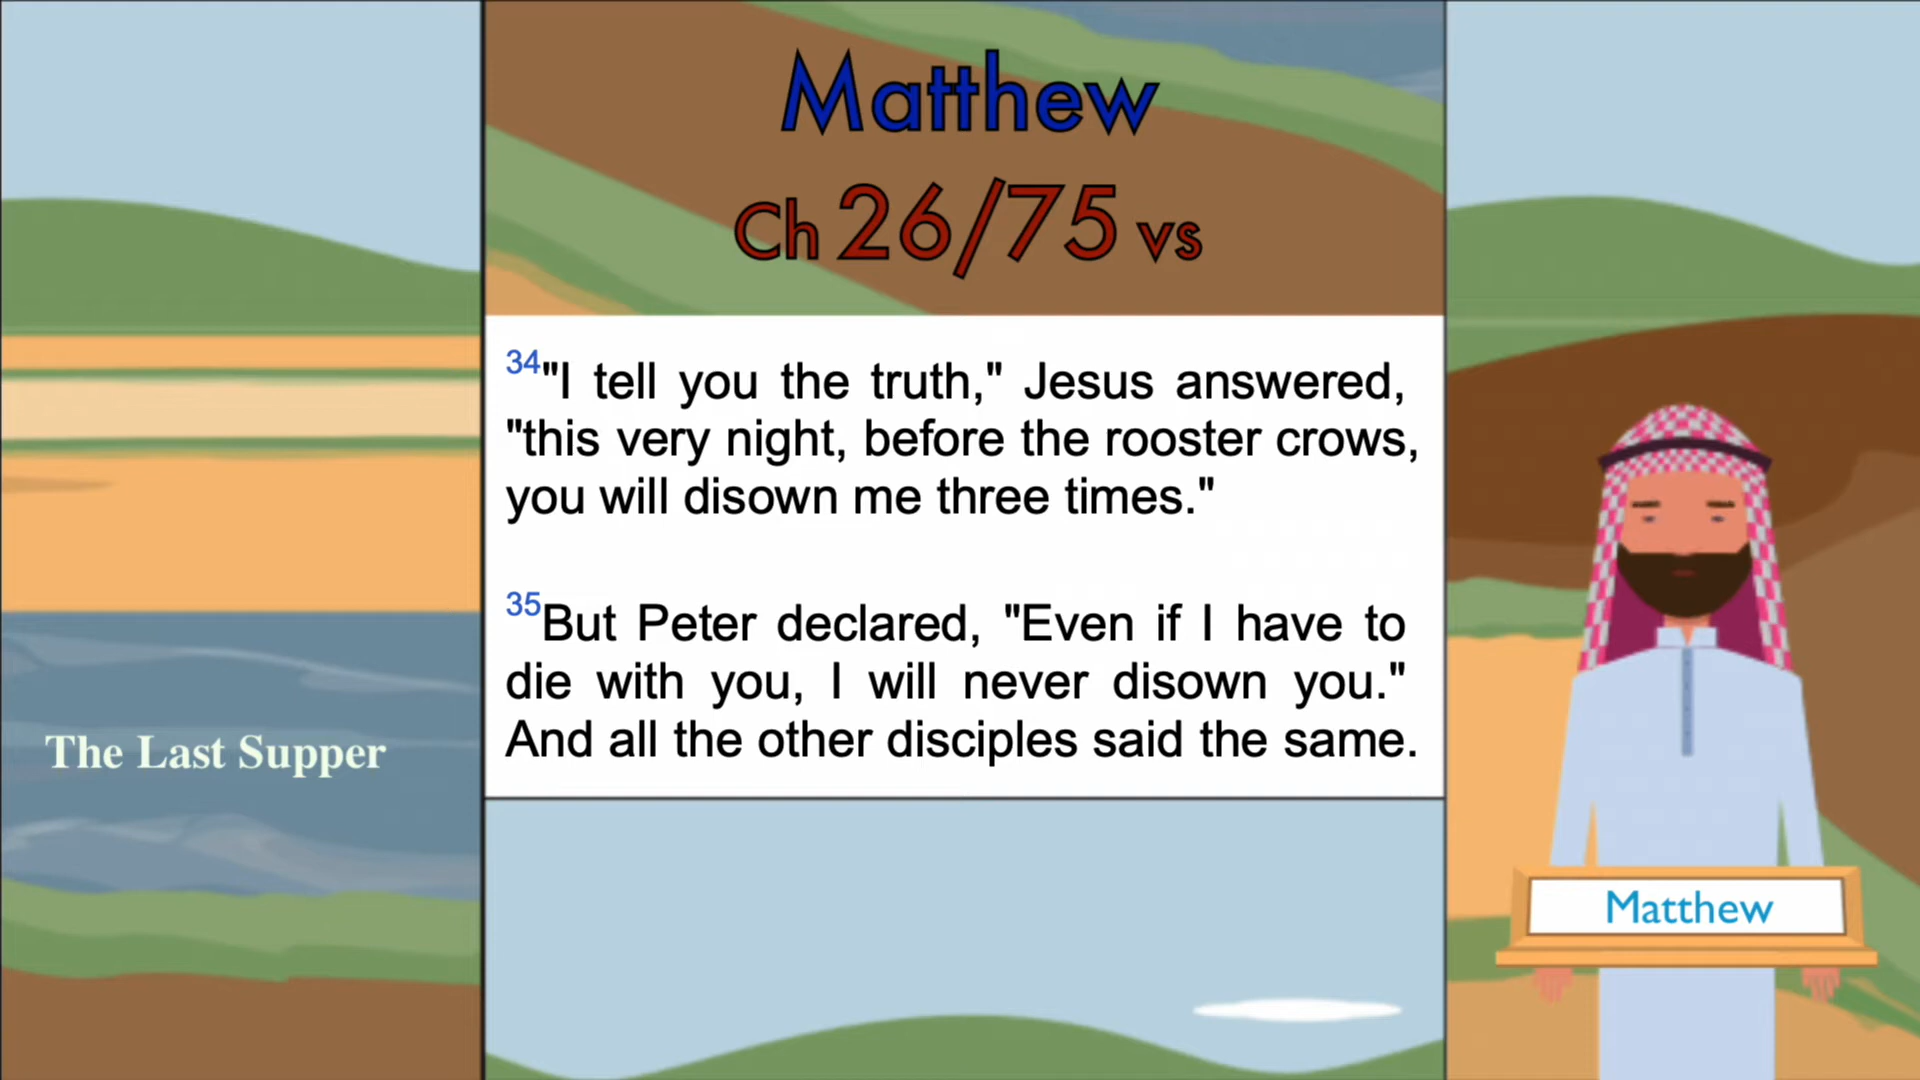 Matthew
Ch 26/75 vs
34"I tell you the truth," Jesus answered,
"this very night, before the rooster crows,
you will disown me three times."
35But Peter declared, "Even if I have to
die with you, I will never disown you."
And all the other disciples said the same.
The Last Supper
Matthew